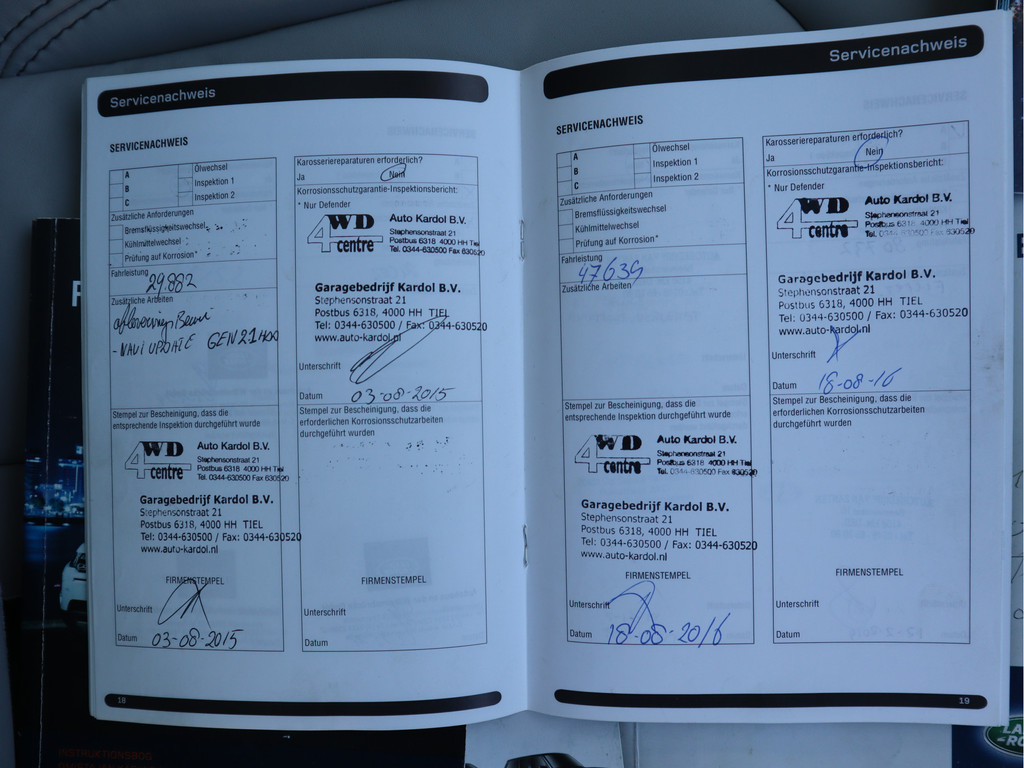 Servicenachweis
SERVICENACHWEIS
A
B
C
Ölwechsel
Inspektion 1
Inspektion 2
Zusätzliche Anforderungen
Bremsflüssigkeitswechsel
Kühlmittelwechsel
Prüfung auf Korrosion*
Fahrleistung
29.882
Zusätzliche Arbeiten
- NAVI UPDATE GEN 2.1
Stempel zur Bescheinigung, dass die
entsprechende Inspektion durchgeführt wurde
4WD centre
Auto Kardol B.V.
Stephensonstraat 21
Postbus 6318 4000 HH Tiel
Tel. 0344-630500 Fax 630520
Garagebedrijf Kardol B.V.
Stephensonstraat 21
Postbus 6318, 4000 HH TIEL
Tel: 0344-630500 / Fax: 0344-630520
www.auto-kardol.nl
FIRMENSTEMPEL
Unterschrift
Datum 03-08-2015
Karosseriereparaturen erforderlich?
Ja Nein
Korrosionsschutzgarantie-Inspektionsbericht:
* Nur Defender
4WD centre
Auto Kardol B.V.
Stephensonstraat 21
Postbus 6318 4000 HH Tiel
Tel. 0344-630500 Fax 630520
Garagebedrijf Kardol B.V.
Stephensonstraat 21
Postbus 6318, 4000 HH TIEL
Tel: 0344-630500 / Fax: 0344-630520
www.auto-kardol.nl
Unterschrift
Datum 03-08-2015
Stempel zur Bescheinigung, dass die
erforderlichen Korrosionsschutzarbeiten
durchgeführt wurden
FIRMENSTEMPEL
Unterschrift
Datum
18
Servicenachweis
SERVICENACHWEIS
A
B
C
Ölwechsel
Inspektion 1
Inspektion 2
Zusätzliche Anforderungen
Bremsflüssigkeitswechsel
Kühlmittelwechsel
Prüfung auf Korrosion*
Fahrleistung
47639
Zusätzliche Arbeiten
Stempel zur Bescheinigung, dass die
entsprechende Inspektion durchgeführt wurde
4WD centre
Auto Kardol B.V.
Stephensonstraat 21
Postbus 6318 4000 HH Tiel
Tel. 0344-630500 Fax 630520
Garagebedrijf Kardol B.V.
Stephensonstraat 21
Postbus 6318, 4000 HH TIEL
Tel: 0344-630500 / Fax: 0344-630520
www.auto-kardol.nl
FIRMENSTEMPEL
Unterschrift
Datum 18-08-2016
Karosseriereparaturen erforderlich?
Ja Nein
Korrosionsschutzgarantie-Inspektionsbericht:
* Nur Defender
4WD centre
Auto Kardol B.V.
Stephensonstraat 21
Postbus 6318 4000 HH Tiel
Tel. 0344-630500 Fax 630520
Garagebedrijf Kardol B.V.
Stephensonstraat 21
Postbus 6318, 4000 HH TIEL
Tel: 0344-630500 / Fax: 0344-630520
www.auto-kardol.nl
Unterschrift
Datum 18-08-16
Stempel zur Bescheinigung, dass die
erforderlichen Korrosionsschutzarbeiten
durchgeführt wurden
FIRMENSTEMPEL
Unterschrift
Datum
19